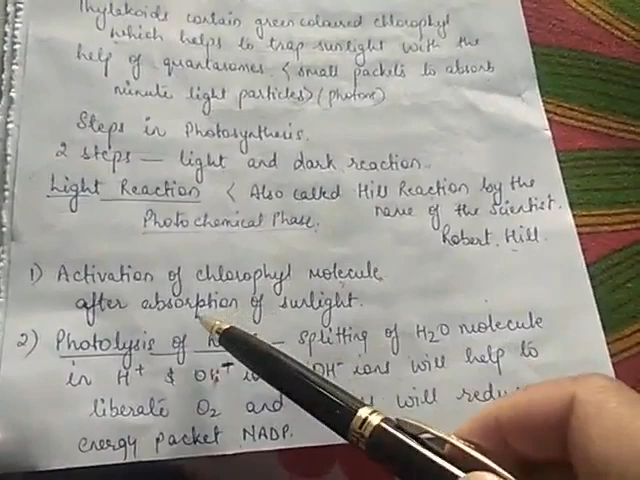 Thylakoids contain green coloured chlorophyl
which helps to trap sunlight with the
help of quantasomes. < small packets to absorb
minute light particles> (photons)
Steps in Photosynthesis.
2 steps — light and dark reaction.
Light Reaction < Also called Hill Reaction by the
name of the scientist.
Photochemical Phase.
Robert. Hill.
1) Activation of chlorophyl molecule
after absorption of sunlight.
2) Photolysis of — splitting of H2O molecule
in H+ & OH- OH- ions will help to
liberate O2 and will
energy packet NADP.